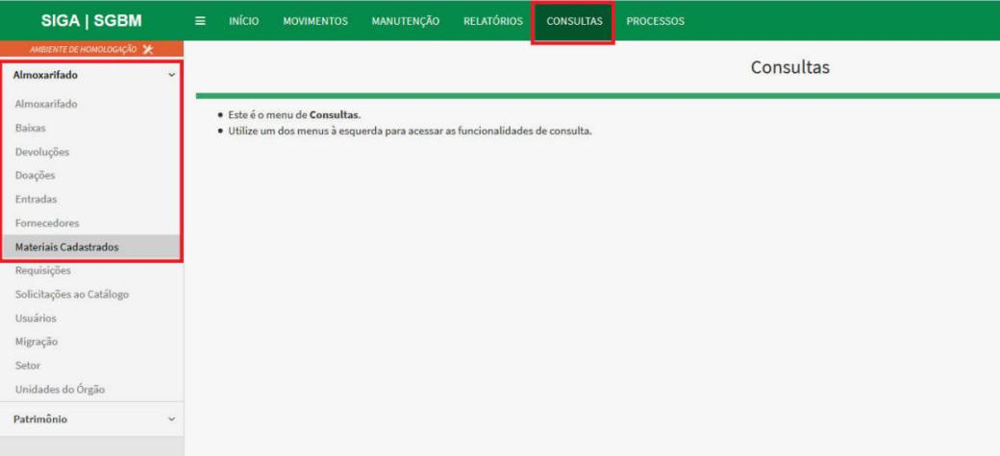 SIGA | SGBM
INÍCIO MOVIMENTOS MANUTENÇÃO RELATÓRIOS CONSULTAS PROCESSOS
AMBIENTE DE HOMOLOGAÇÃO
Almoxarifado
Almoxarifado
Baixas
Devoluções
Doações
Entradas
Fornecedores
Materiais Cadastrados
Requisições
Solicitações ao Catálogo
Usuários
Migração
Setor
Unidades do Órgão
Patrimônio
Consultas
• Este é o menu de Consultas.
• Utilize um dos menus à esquerda para acessar as funcionalidades de consulta.